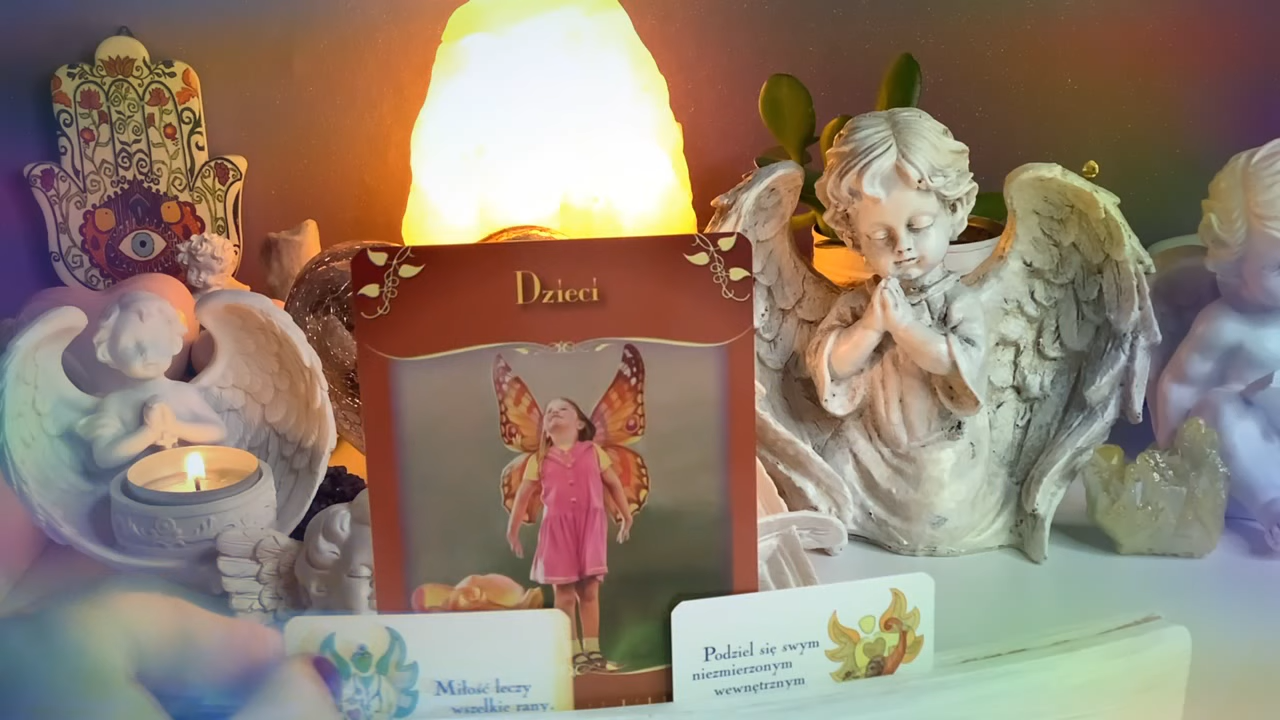 Dzieci
Miłość leczy
wszelkie rany.
Podziel się swym
niezmierzonym
wewnętrznym